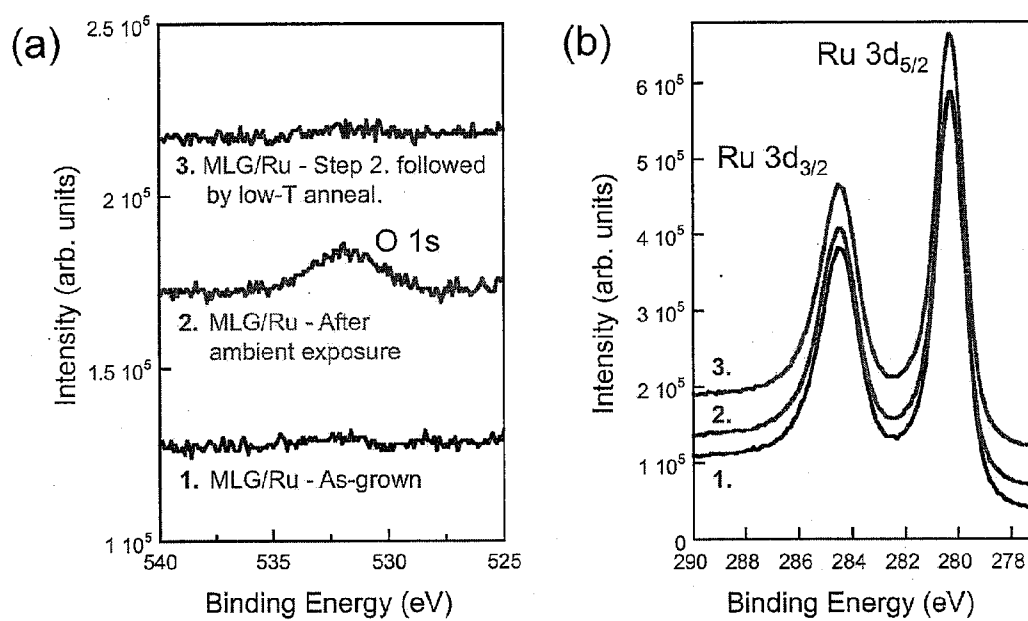 (a)
2.5 10⁵
2 10⁵
1.5 10⁵
1 10⁵
Intensity (arb. units)
3. MLG/Ru - Step 2. followed
by low-T anneal.
O 1s
2. MLG/Ru - After
ambient exposure
1. MLG/Ru - As-grown
540 535 530 525
Binding Energy (eV)
(b)
Ru 3d5/2
Ru 3d3/2
6 10⁵
5 10⁵
4 10⁵
3 10⁵
2 10⁵
1 10⁵
0
Intensity (arb. units)
3.
2.
1.
290 288 286 284 282 280 278
Binding Energy (eV)